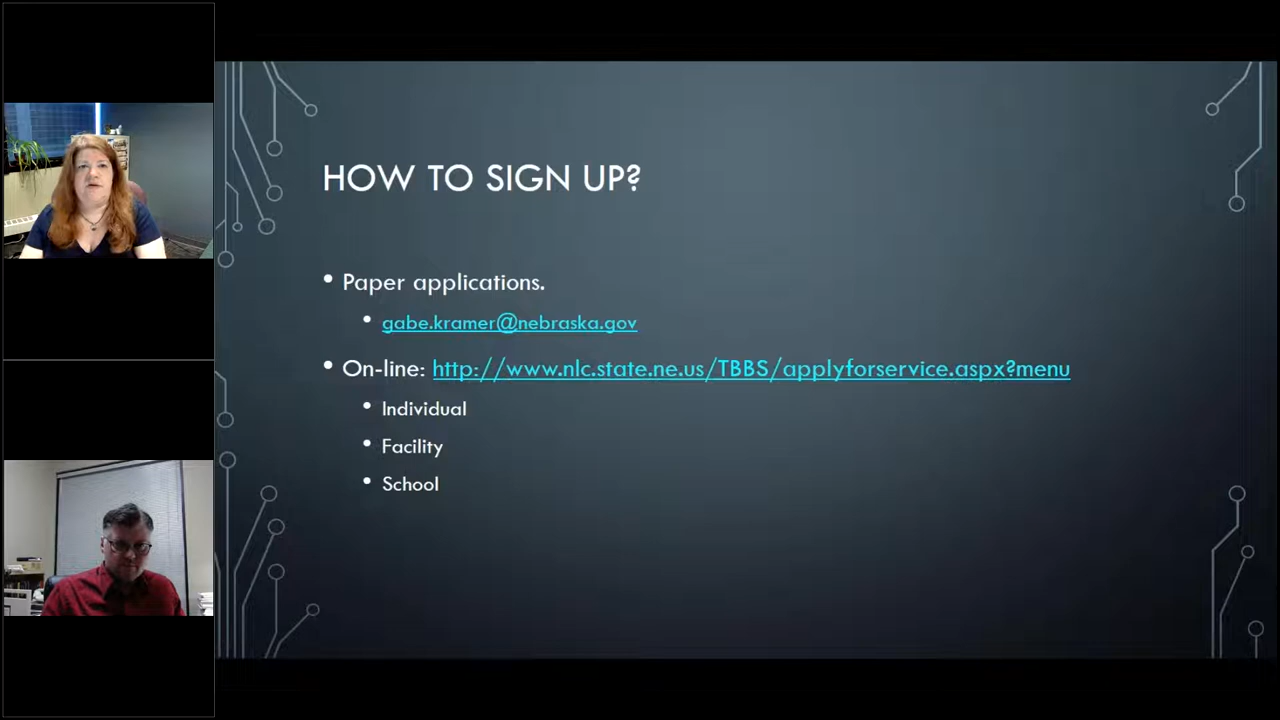 HOW TO SIGN UP?
• Paper applications.
• gabe.kramer@nebraska.gov
• On-line: http://www.nlc.state.ne.us/TBBS/applyforservice.aspx?menu
• Individual
• Facility
• School